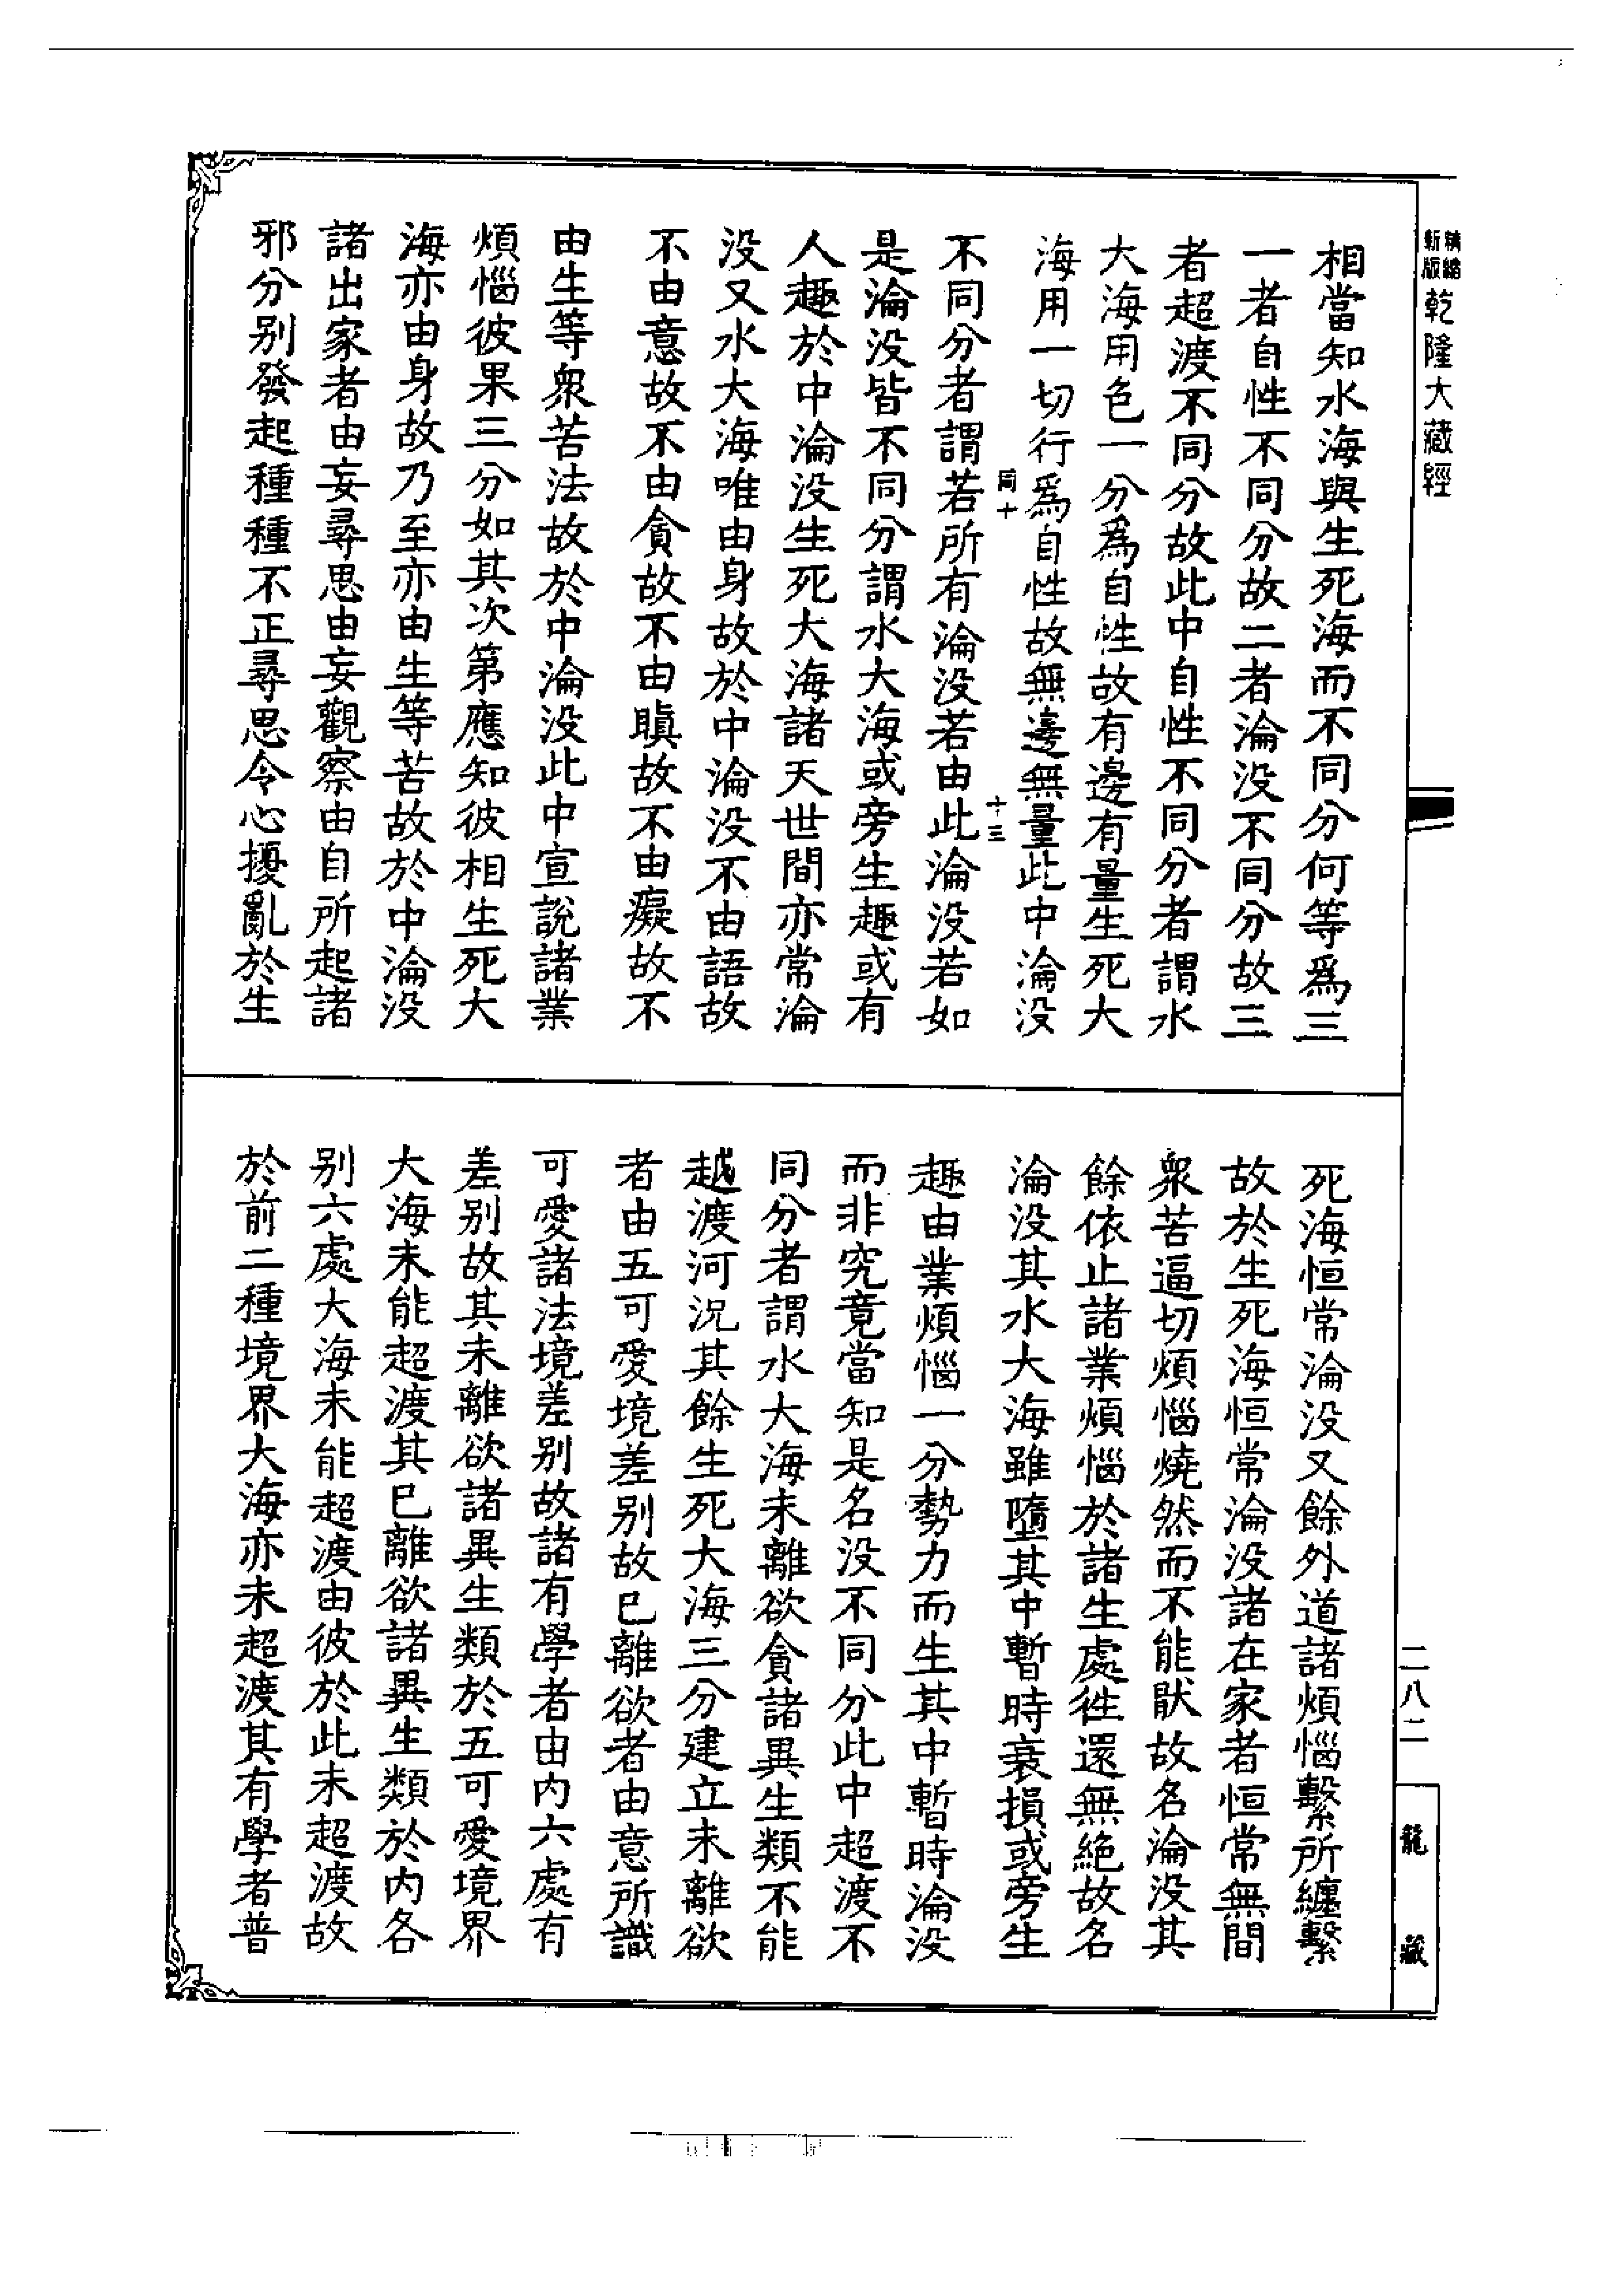 精縮
新版
乾隆大藏經
相當知水海與生死海而不同分何等爲三
一者自性不同分故二者淪没不同分故三
者超渡不同分故此中自性不同分者謂水
大海用色一分爲自性故有邊有量生死大
海用一切行爲自性故無邊無量此中淪没
同十
十三
不同分者謂若所有淪没若由此淪没若如
是淪没皆不同分謂水大海或旁生趣或有
人趣於中淪没生死大海諸天世間亦常淪
没又水大海唯由身故於中淪没不由語故
不由意故不由貪故不由瞋故不由癡故不
由生等衆苦法故於中淪没此中宣說諸業
煩惱彼果三分如其次第應知彼相生死大
海亦由身故乃至亦由生等苦故於中淪没
諸出家者由妄尋思由妄觀察由自所起諸
邪分别發起種種不正尋思令心擾亂於生
死海恒常淪没又餘外道諸煩惱繫所纏繫
故於生死海恒常淪没諸在家者恒常無間
衆苦逼切煩惱燒然而不能猒故名淪没其
餘依止諸業煩惱於諸生處徃還無絶故名
淪没其水大海雖墮其中暫時衰損或旁生
趣由業煩惱一分勢力而生其中暫時淪没
而非究竟當知是名没不同分此中超渡不
同分者謂水大海未離欲貪諸異生類不能
越渡河況其餘生死大海三分建立未離欲
者由五可愛境差别故已離欲者由意所識
可愛諸法境差别故諸有學者由内六處有
差别故其未離欲諸異生類於五可愛境界
大海未能超渡其已離欲諸異生類於内各
别六處大海未能超渡由彼於此未超渡故
於前二種境界大海亦未超渡其有學者普
二八二
龍藏